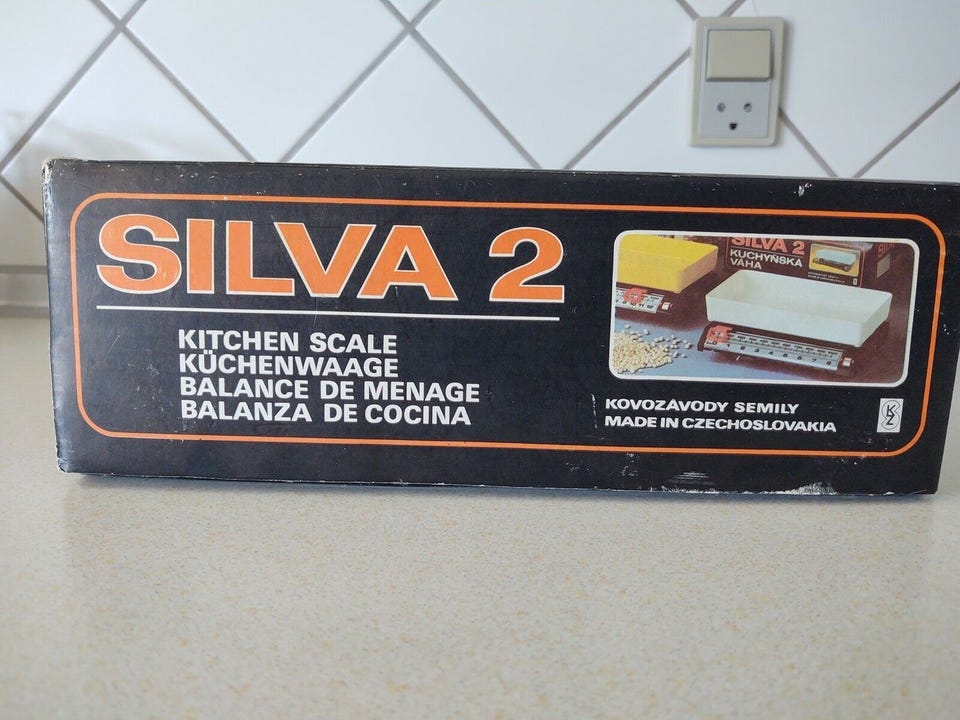 SILVA 2
KITCHEN SCALE
KÜCHENWAAGE
BALANCE DE MENAGE
BALANZA DE COCINA
SILVA 2
KUCHYŇSKÁ
VÁHA
KOVOZÁVODY SEMILY
MADE IN CZECHOSLOVAKIA
KZ